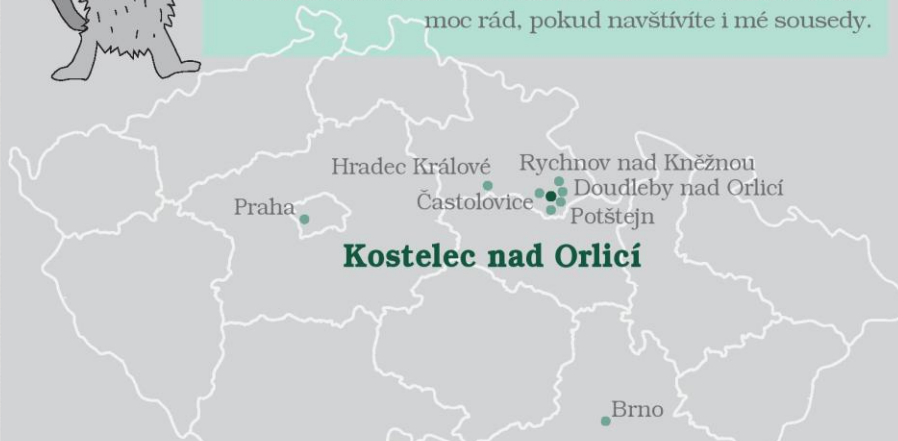 moc rád, pokud navštívíte i mé sousedy.
Hradec Králové
Rychnov nad Kněžnou
Doudleby nad Orlicí
Častolovice
Praha
Potštejn
Kostelec nad Orlicí
Brno